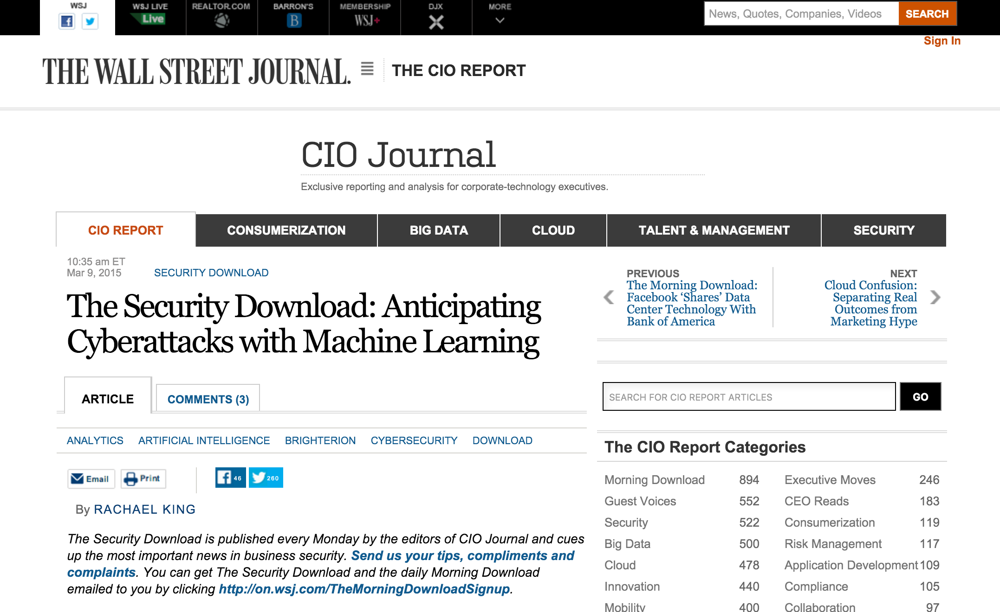 WSJ
WSJ LIVE
Live
REALTOR.COM
BARRON'S
B
MEMBERSHIP
WSJ+
DJX
MORE
News, Quotes, Companies, Videos
SEARCH
Sign In
THE WALL STREET JOURNAL.
THE CIO REPORT
CIO Journal
Exclusive reporting and analysis for corporate-technology executives.
CIO REPORT
CONSUMERIZATION
BIG DATA
CLOUD
TALENT & MANAGEMENT
SECURITY
10:35 am ET
Mar 9, 2015
SECURITY DOWNLOAD
The Security Download: Anticipating
Cyberattacks with Machine Learning
ARTICLE
COMMENTS (3)
ANALYTICS
ARTIFICIAL INTELLIGENCE
BRIGHTERION
CYBERSECURITY
DOWNLOAD
Email
Print
46
260
By RACHAEL KING
The Security Download is published every Monday by the editors of CIO Journal and cues
up the most important news in business security. Send us your tips, compliments and
complaints. You can get The Security Download and the daily Morning Download
emailed to you by clicking http://on.wsj.com/TheMorningDownloadSignup.
PREVIOUS
The Morning Download:
Facebook ‘Shares’ Data
Center Technology With
Bank of America
NEXT
Cloud Confusion:
Separating Real
Outcomes from
Marketing Hype
SEARCH FOR CIO REPORT ARTICLES
GO
The CIO Report Categories
Morning Download 894
Guest Voices 552
Security 522
Big Data 500
Cloud 478
Innovation 440
Mobility 400
Executive Moves 246
CEO Reads 183
Consumerization 119
Risk Management 117
Application Development 109
Compliance 105
Collaboration 97